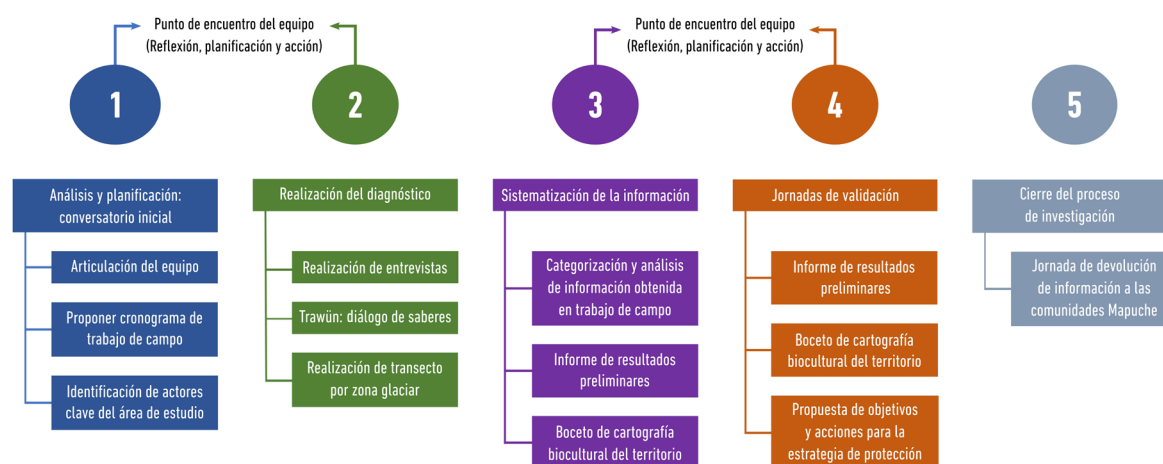 Punto de encuentro del equipo
(Reflexión, planificación y acción)
Punto de encuentro del equipo
(Reflexión, planificación y acción)
1
2
3
4
5
Análisis y planificación:
conversatorio inicial
Articulación del equipo
Proponer cronograma de
trabajo de campo
Identificación de actores
clave del área de estudio
Realización del diagnóstico
Realización de entrevistas
Trawün: diálogo de saberes
Realización de transecto
por zona glaciar
Sistematización de la información
Categorización y análisis
de información obtenida
en trabajo de campo
Informe de resultados
preliminares
Boceto de cartografía
biocultural del territorio
Jornadas de validación
Informe de resultados
preliminares
Boceto de cartografía
biocultural del territorio
Propuesta de objetivos
y acciones para la
estrategia de protección
Cierre del proceso
de investigación
Jornada de devolución
de información a las
comunidades Mapuche